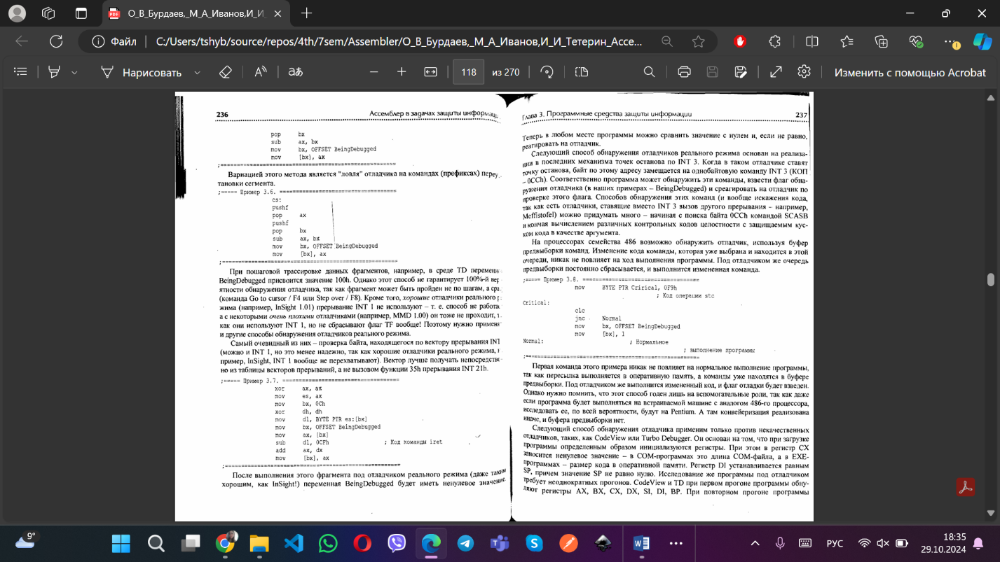 О_В_Бурдаев,_М_А_Иванов,И_И_
Файл
C:/Users/tshyb/source/repos/4th/7sem/Assembler/О_В_Бурдаев,_М_А_Иванов,И_И_Тетерин_Ассе...
Нарисовать
аあ
118 из 270
Изменить с помощью Acrobat
236 Ассемблер в задачах защиты информаци
pop bx
sub ax, bx
mov bx, OFFSET BeingDebugged
mov [bx], ax
;==================================================
Вариацией этого метода является "ловля" отладчика на командах (префиксах) переу
тановки сегмента.
;===== Пример 3.6. =================================
cs:
pushf
pop ax
pushf
pop bx
sub ax, bx
mov bx, OFFSET BeingDebugged
mov [bx], ax
;==================================================
При пошаговой трассировке данных фрагментов, например, в среде TD переменн
BeingDebugged присвоится значение 100h. Однако этот способ не гарантирует 100%-й вер
ятности обнаружения отладчика, так как фрагмент может быть пройден не по шагам, а сра
(команда Go to cursor / F4 или Step over / F8). Кроме того, хорошие отладчики реального р
жима (например, InSight 1.01) прерывание INT 1 не используют – т. е. способ не работа
а с некоторыми очень плохими отладчиками (например, MMD 1.00) он тоже не проходит, т
как они используют INT 1, но не сбрасывают флаг TF вообще! Поэтому нужно применя
и другие способы обнаружения отладчиков реального режима.
Самый очевидный из них – проверка байта, находящегося по вектору прерывания INT
(можно и INT 1, но это менее надежно, так как хорошие отладчики реального режима, н
пример, InSight, INT 1 вообще не перехватывают). Вектор лучше получать непосредстве
но из таблицы векторов прерываний, а не вызовом функции 35h прерывания INT 21h.
;===== Пример 3.7. =================================
xor ax, ax
mov es, ax
mov bx, 0Ch
xor dh, dh
mov dl, BYTE PTR es:[bx]
mov bx, OFFSET BeingDebugged
mov ax, [bx]
sub dl, 0CFh ; Код команды iret
add ax, dx
mov [bx], ax
;==================================================
После выполнения этого фрагмента под отладчиком реального режима (даже таким
хорошим, как InSight!) переменная BeingDebugged будет иметь ненулевое значение.
Глава 3. Программные средства защиты информации 237
Теперь в любом месте программы можно сравнить значение с нулем и, если не равно,
реагировать на отладчик.
Следующий способ обнаружения отладчиков реального режима основан на реализа-
ции в последних механизма точек останова по INT 3. Когда в таком отладчике ставят
точку останова, байт по этому адресу замещается на однобайтовую команду INT 3 (КОП
– 0CCh). Соответственно программа может обнаружить эти команды, взвести флаг обна-
ружения отладчика (в наших примерах – BeingDebugged) и среагировать на отладчик по
проверке этого флага. Способов обнаружения этих команд (и вообще искажения кода,
так как есть отладчики, ставящие вместо INT 3 вызов другого прерывания – например,
Meffistofel) можно придумать много – начиная с поиска байта 0CCh командой SCASB
и кончая вычислением различных контрольных кодов целостности с защищаемым кус-
ком кода в качестве аргумента.
На процессорах семейства 486 возможно обнаружить отладчик, используя буфер
предвыборки команд. Изменение кода команды, которая уже выбрана и находится в этой
очереди, никак не повлияет на ход выполнения программы. Под отладчиком же очередь
предвыборки постоянно сбрасывается, и выполнится измененная команда.
;===== Пример 3.8. =================================
mov BYTE PTR Crirical, 0F9h
; Код операции stc
Critical:
clc
jnc Normal
mov bx, OFFSET BeingDebugged
mov [bx], 1
Normal: ; Нормальное
; выполнение программы
;==================================================
Первая команда этого примера никак не повлияет на нормальное выполнение программы,
так как пересылка выполняется в оперативную память, а команды уже находятся в буфере
предвыборки. Под отладчиком же выполнится измененный код, и флаг отладки будет взведен.
Однако нужно помнить, что этот способ годен лишь на вспомогательные роли, так как даже
если программа будет выполняться на встраиваемой машине с аналогом 486-го процессора,
исследовать ее, по всей вероятности, будут на Pentium. А там конвейеризация реализована
иначе, и буфера предвыборки нет.
Следующий способ обнаружения отладчика применим только против некачественных
отладчиков, таких, как CodeView или Turbo Debugger. Он основан на том, что при загрузке
программы определенным образом инициализуются регистры. При этом в регистр CX
заносится ненулевое значение – в COM-программах это длина COM-файла, а в EXE-
программах – размер кода в оперативной памяти. Регистр DI устанавливается равным
SP, причем значение SP не равно нулю. Исследование же программы под отладчиком
требует неоднократных прогонов. CodeView и TD при первом прогоне программы обну-
ляют регистры AX, BX, CX, DX, SI, DI, BP. При повторном прогоне программы
9°
РУС
18:35
29.10.2024